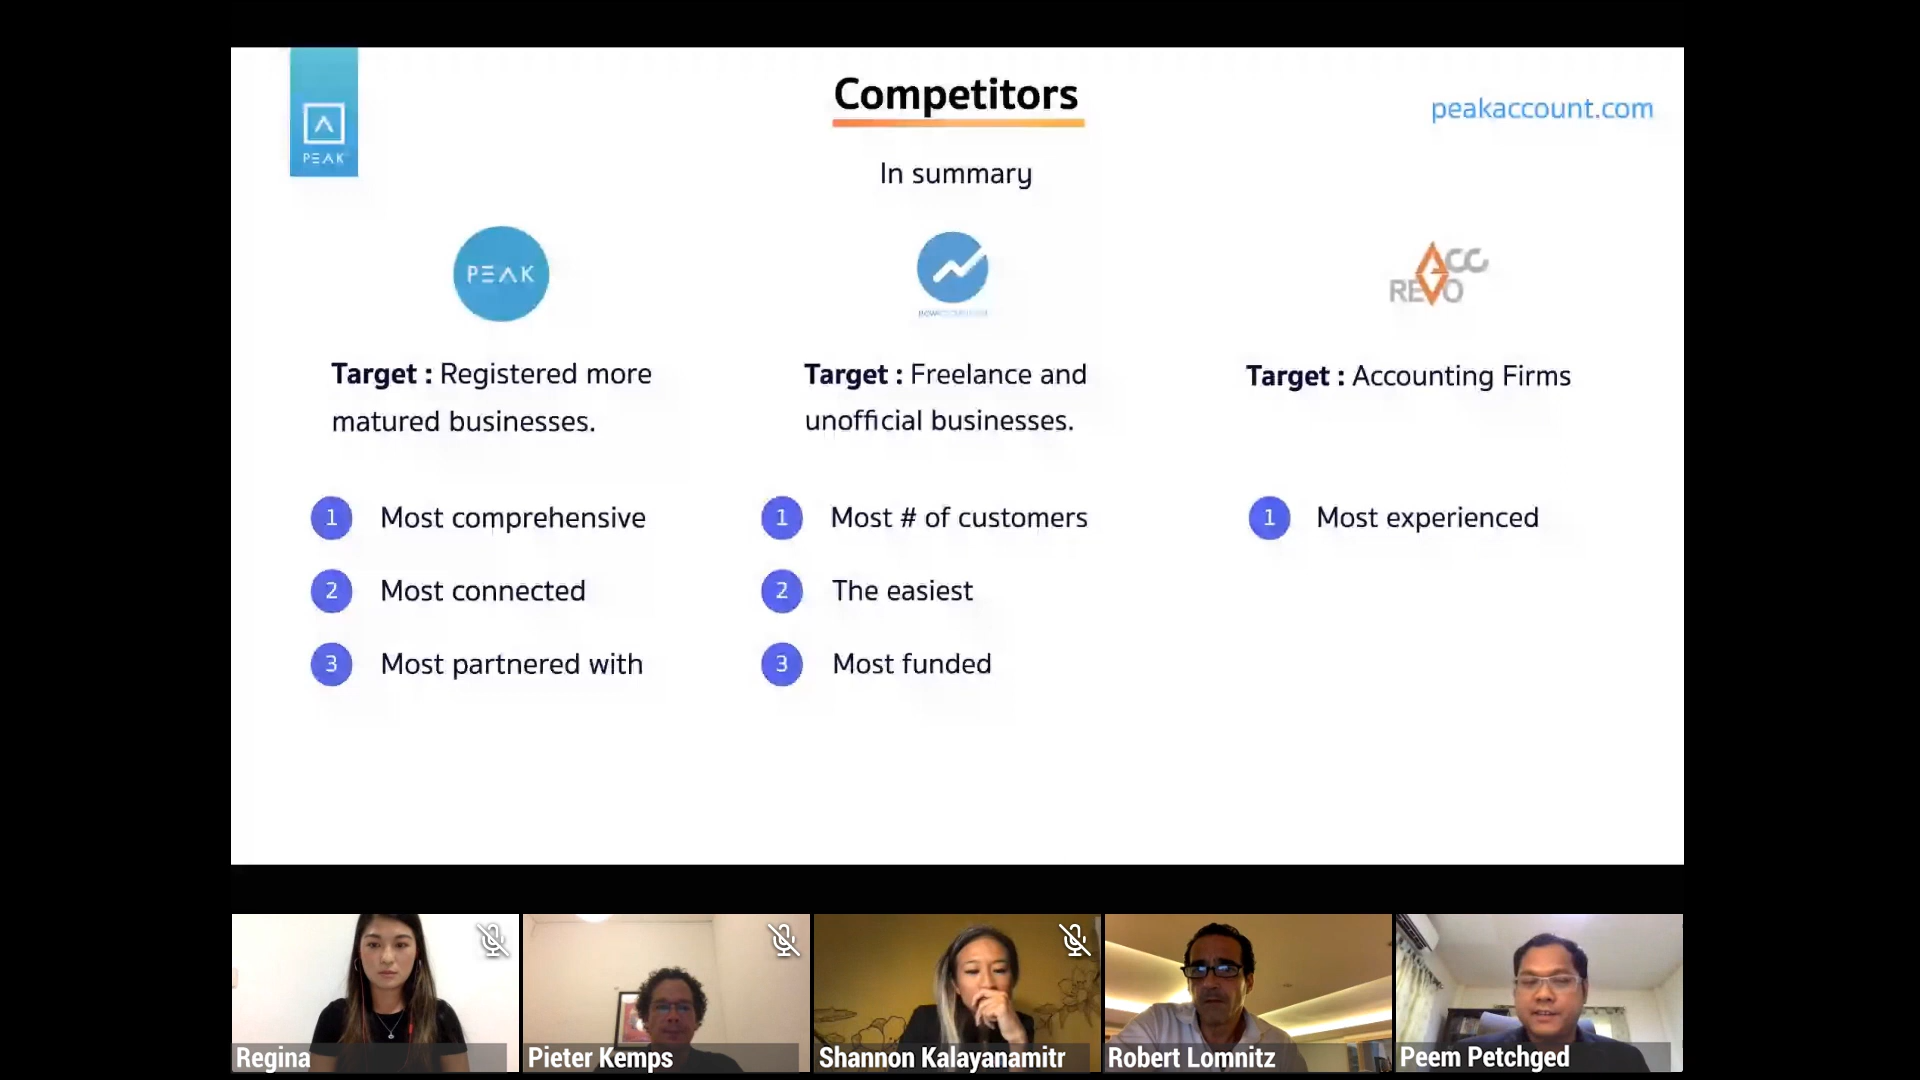 PEAK
Competitors
peakaccount.com
In summary
PEAK
ACC
REVO
Target : Registered more
matured businesses.
Target : Freelance and
unofficial businesses.
Target : Accounting Firms
1 Most comprehensive
1 Most # of customers
1 Most experienced
2 Most connected
2 The easiest
3 Most partnered with
3 Most funded
Regina
Pieter Kemps
Shannon Kalayanamitr
Robert Lomnitz
Peem Petchged